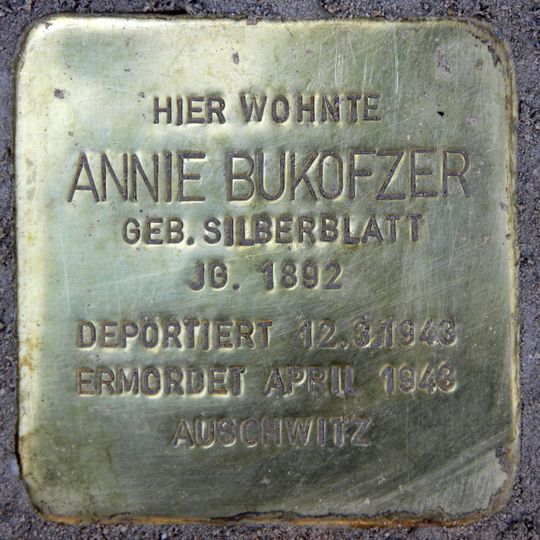 HIER WOHNTE
ANNIE BUKOFZER
GEB. SILBERBLATT
JG. 1892
DEPORTIERT 12.3.1943
ERMORDET APRIL 1943
AUSCHWITZ